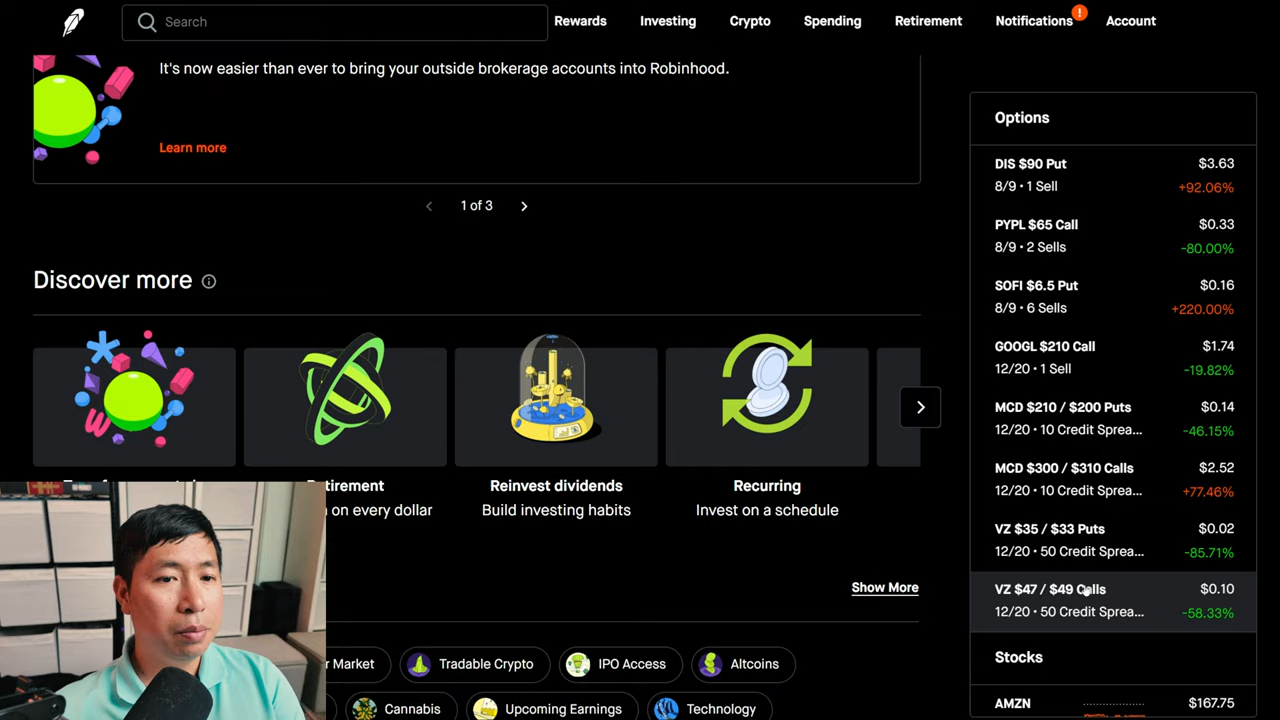 Search
Rewards
Investing
Crypto
Spending
Retirement
Notifications
!
Account
It's now easier than ever to bring your outside brokerage accounts into Robinhood.
Learn more
1 of 3
Discover more
Retirement
on every dollar
Reinvest dividends
Build investing habits
Recurring
Invest on a schedule
Show More
Market
Tradable Crypto
IPO Access
Altcoins
Cannabis
Upcoming Earnings
Technology
Options
DIS $90 Put $3.63
8/9 • 1 Sell +92.06%
PYPL $65 Call $0.33
8/9 • 2 Sells -80.00%
SOFI $6.5 Put $0.16
8/9 • 6 Sells +220.00%
GOOGL $210 Call $1.74
12/20 • 1 Sell -19.82%
MCD $210 / $200 Puts $0.14
12/20 • 10 Credit Sprea... -46.15%
MCD $300 / $310 Calls $2.52
12/20 • 10 Credit Sprea... +77.46%
VZ $35 / $33 Puts $0.02
12/20 • 50 Credit Sprea... -85.71%
VZ $47 / $49 Calls $0.10
12/20 • 50 Credit Sprea... -58.33%
Stocks
AMZN $167.75